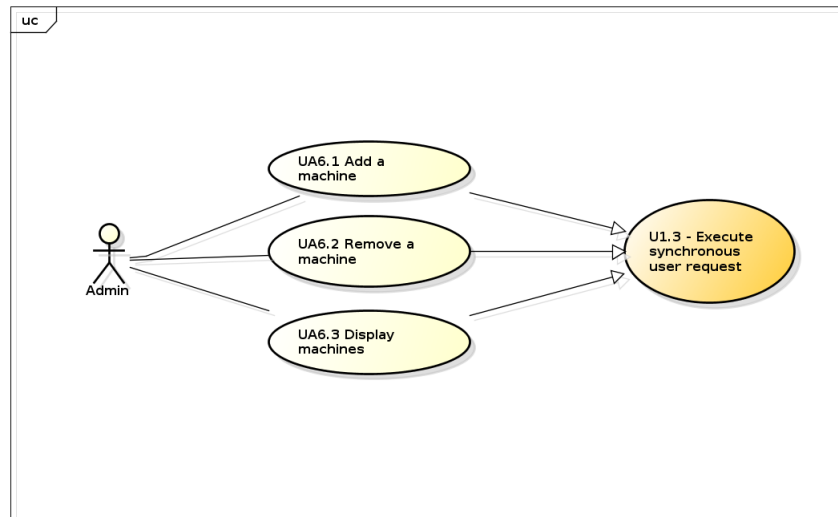 uc
UA6.1 Add a
machine
UA6.2 Remove a
machine
U1.3 - Execute
synchronous
user request
Admin
UA6.3 Display
machines